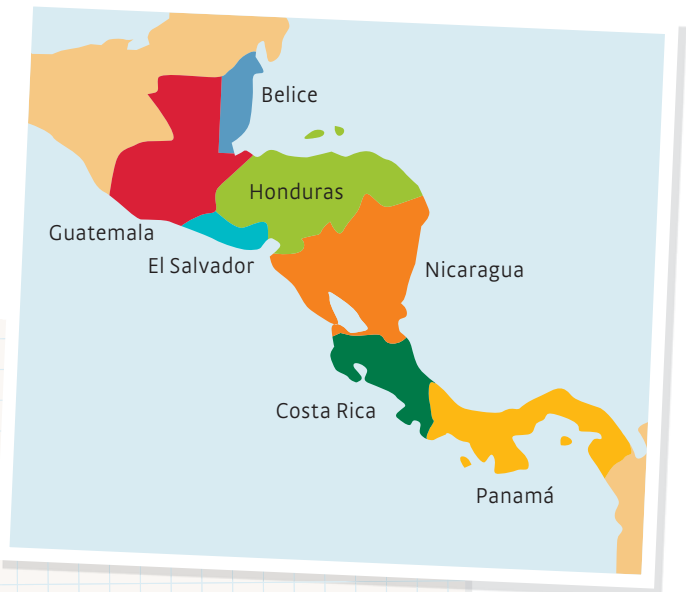 Belice
Honduras
Guatemala
El Salvador
Nicaragua
Costa Rica
Panamá